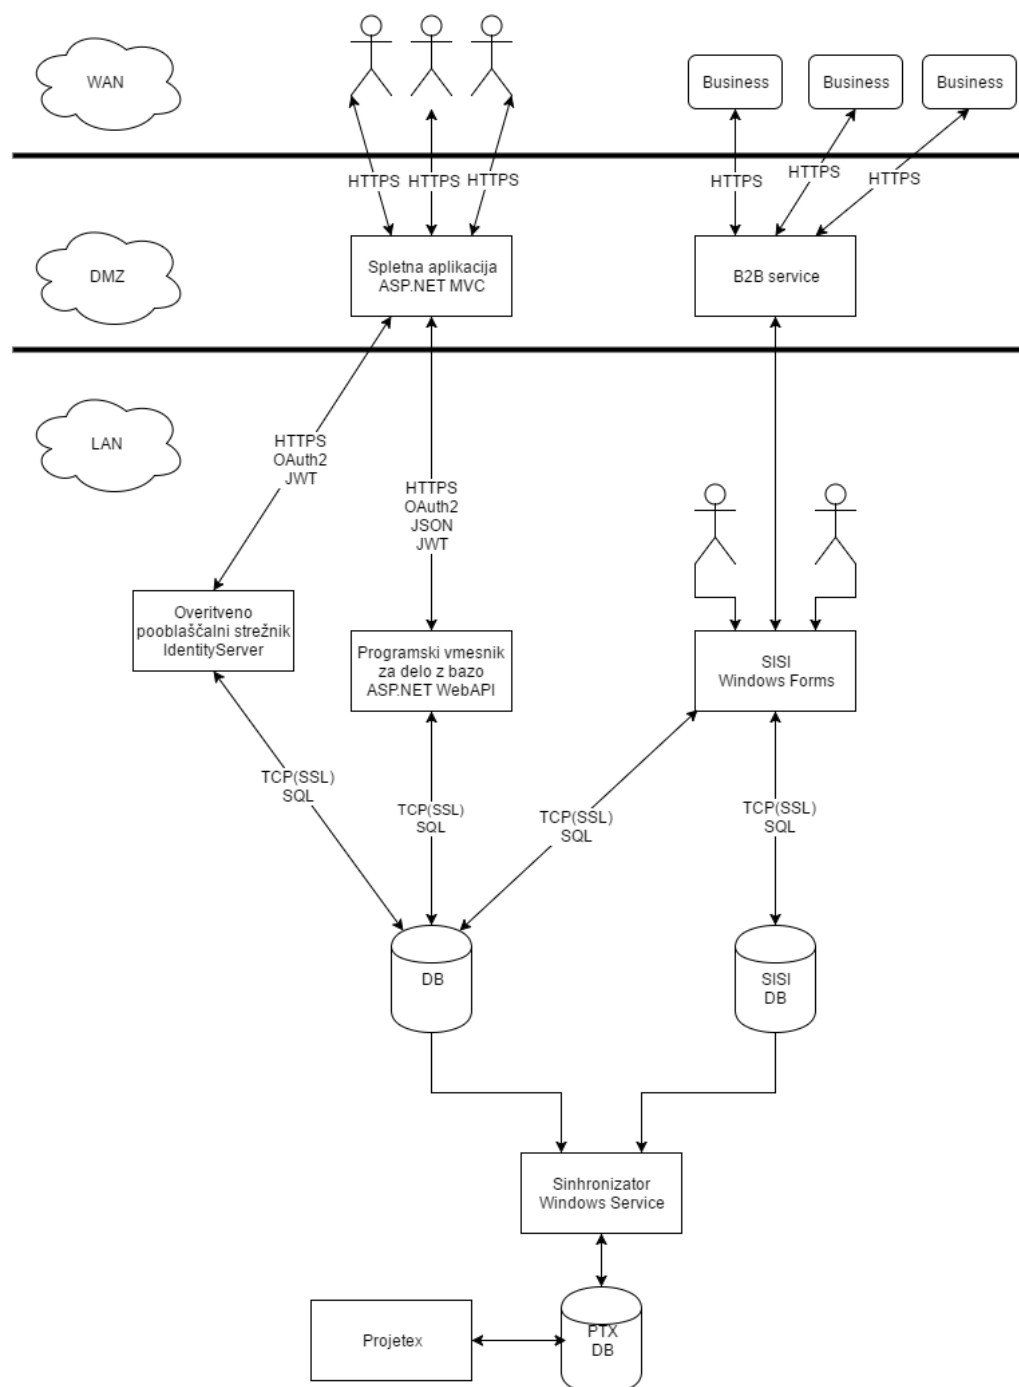 WAN
Business
Business
Business
HTTPS
HTTPS
HTTPS
HTTPS
HTTPS
HTTPS
DMZ
Spletna aplikacija
ASP.NET MVC
B2B service
LAN
HTTPS
OAuth2
JWT
HTTPS
OAuth2
JSON
JWT
Overitveno
pooblaščalni strežnik
IdentityServer
Programski vmesnik
za delo z bazo
ASP.NET WebAPI
SISI
Windows Forms
TCP(SSL)
SQL
TCP(SSL)
SQL
TCP(SSL)
SQL
TCP(SSL)
SQL
DB
SISI
DB
Sinhronizator
Windows Service
Projetex
PTX
DB